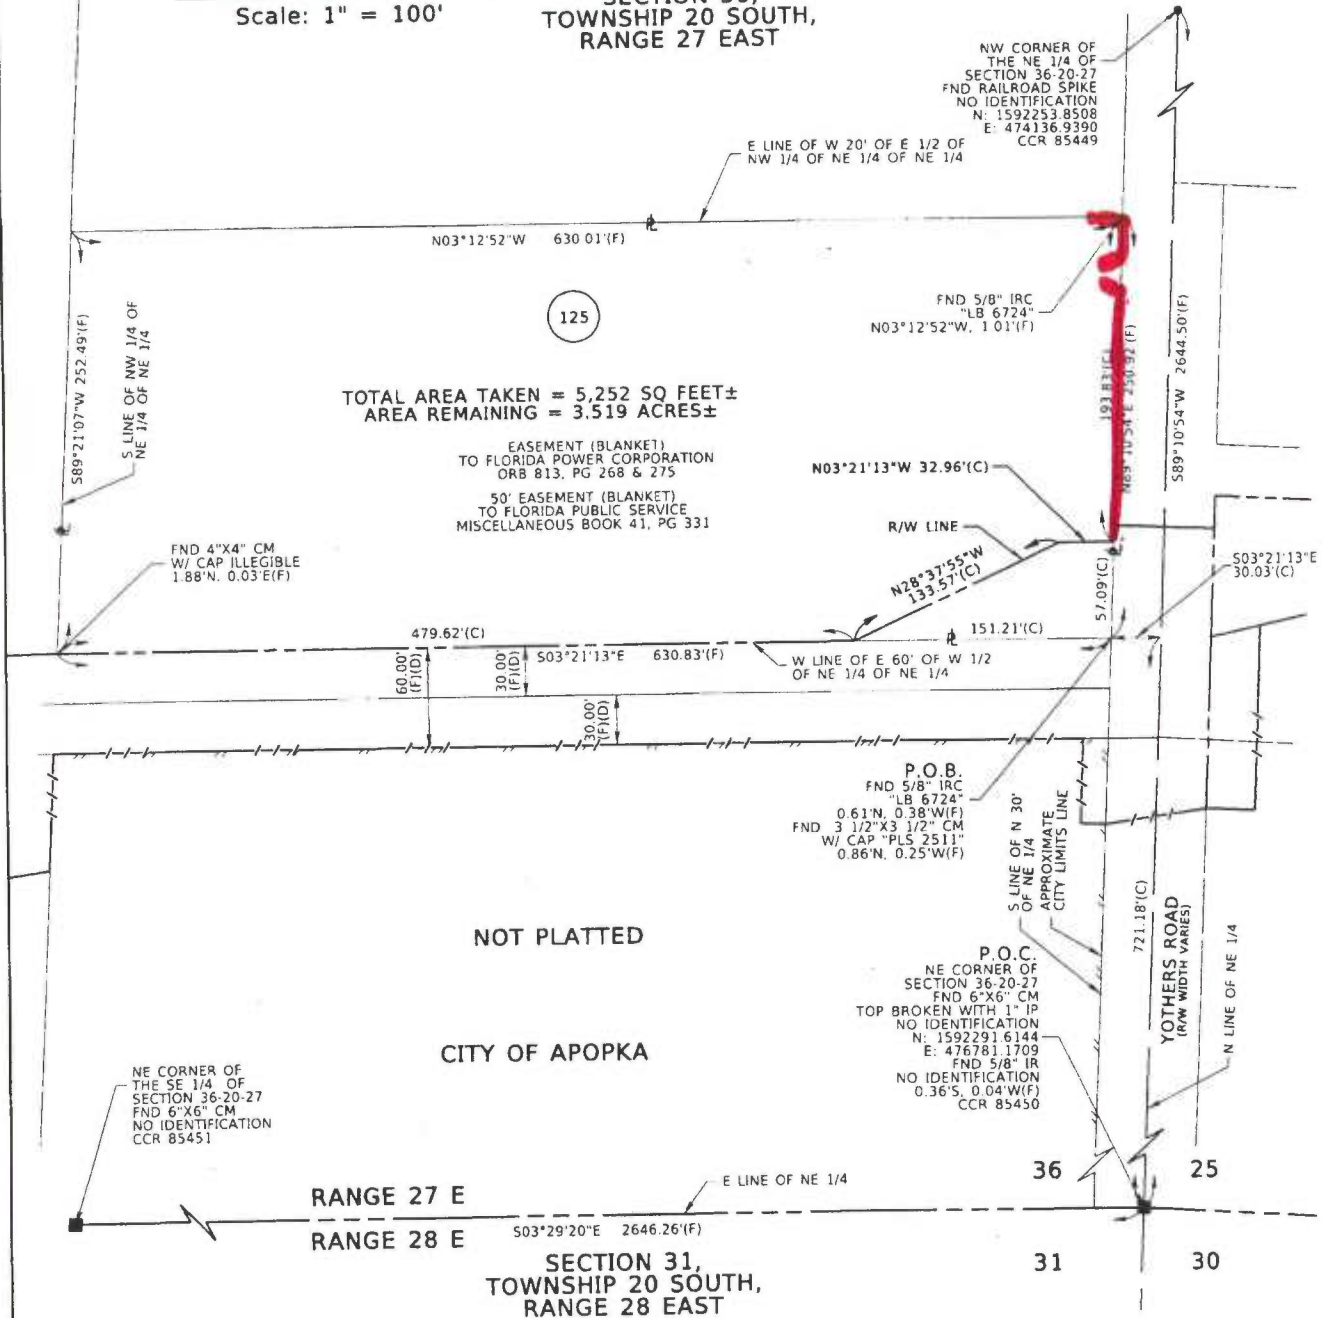 Scale: 1" = 100'
TOWNSHIP 20 SOUTH,
RANGE 27 EAST
NW CORNER OF
THE NE 1/4 OF
SECTION 36-20-27
FND RAILROAD SPIKE
NO IDENTIFICATION
N: 1592253.8508
E: 474136.9390
CCR 85449
E LINE OF W 20' OF E 1/2 OF
NW 1/4 OF NE 1/4 OF NE 1/4
N03°12'52"W 630.01'(F)
FND 5/8" IRC
"LB 6724"
N03°12'52"W, 1.01'(F)
125
S89°21'07"W 252.49'(F)
S LINE OF NW 1/4 OF
NE 1/4 OF NE 1/4
TOTAL AREA TAKEN = 5,252 SQ FEET±
AREA REMAINING = 3.519 ACRES±
EASEMENT (BLANKET)
TO FLORIDA POWER CORPORATION
ORB 813, PG 268 & 275
50' EASEMENT (BLANKET)
TO FLORIDA PUBLIC SERVICE
MISCELLANEOUS BOOK 41, PG 331
193.83'(C)
N89°10'54"E 250.92'(F)
S89°10'54"W 2644.50'(F)
N03°21'13"W 32.96'(C)
R/W LINE
N28°37'55"W
133.57'(C)
FND 4"X4" CM
W/ CAP ILLEGIBLE
1.88'N, 0.03'E(F)
57.09'(C)
S03°21'13"E
30.03'(C)
479.62'(C)
151.21'(C)
S03°21'13"E 630.83'(F)
W LINE OF E 60' OF W 1/2
OF NE 1/4 OF NE 1/4
60.00'
(F)(D)
30.00'
(F)(D)
30.00'
(F)(D)
P.O.B.
FND 5/8" IRC
"LB 6724"
0.61'N, 0.38'W(F)
FND 3 1/2"X3 1/2" CM
W/ CAP "PLS 2511"
0.86'N, 0.25'W(F)
S LINE OF N 30'
OF NE 1/4
APPROXIMATE
CITY LIMITS LINE
721.18'(C)
YOTHERS ROAD
(R/W WIDTH VARIES)
N LINE OF NE 1/4
NOT PLATTED
CITY OF APOPKA
P.O.C.
NE CORNER OF
SECTION 36-20-27
FND 6"X6" CM
TOP BROKEN WITH 1" IP
NO IDENTIFICATION
N: 1592291.6144
E: 476781.1709
FND 5/8" IR
NO IDENTIFICATION
0.36'S, 0.04'W(F)
CCR 85450
NE CORNER OF
THE SE 1/4 OF
SECTION 36-20-27
FND 6"X6" CM
NO IDENTIFICATION
CCR 85451
36 25
E LINE OF NE 1/4
RANGE 27 E
RANGE 28 E
S03°29'20"E 2646.26'(F)
31 30
SECTION 31,
TOWNSHIP 20 SOUTH,
RANGE 28 EAST